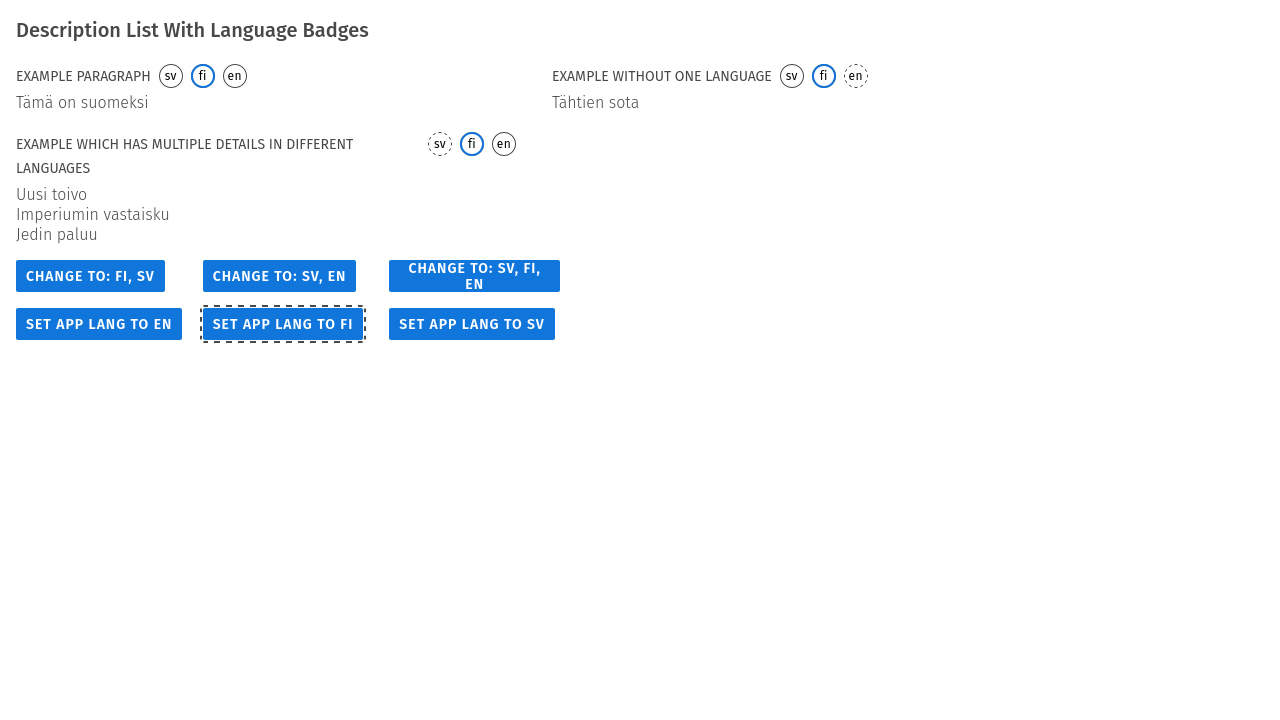 Description List With Language Badges
EXAMPLE PARAGRAPH sv fi en
Tämä on suomeksi
EXAMPLE WITHOUT ONE LANGUAGE sv fi en
Tähtien sota
EXAMPLE WHICH HAS MULTIPLE DETAILS IN DIFFERENT sv fi en
LANGUAGES
Uusi toivo
Imperiumin vastaisku
Jedin paluu
CHANGE TO: FI, SV
CHANGE TO: SV, EN
CHANGE TO: SV, FI,
EN
SET APP LANG TO EN
SET APP LANG TO FI
SET APP LANG TO SV